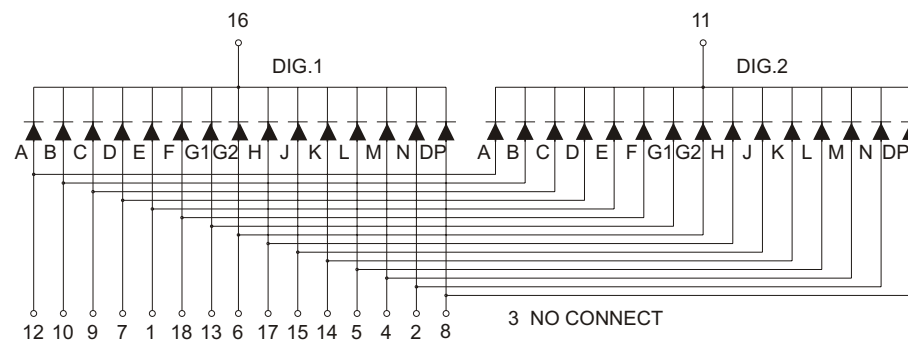 16 11
DIG.1 DIG.2
A B C D E F G1 G2 H J K L M N DP A B C D E F G1 G2 H J K L M N DP
12 10 9 7 1 18 13 6 17 15 14 5 4 2 8 3 NO CONNECT